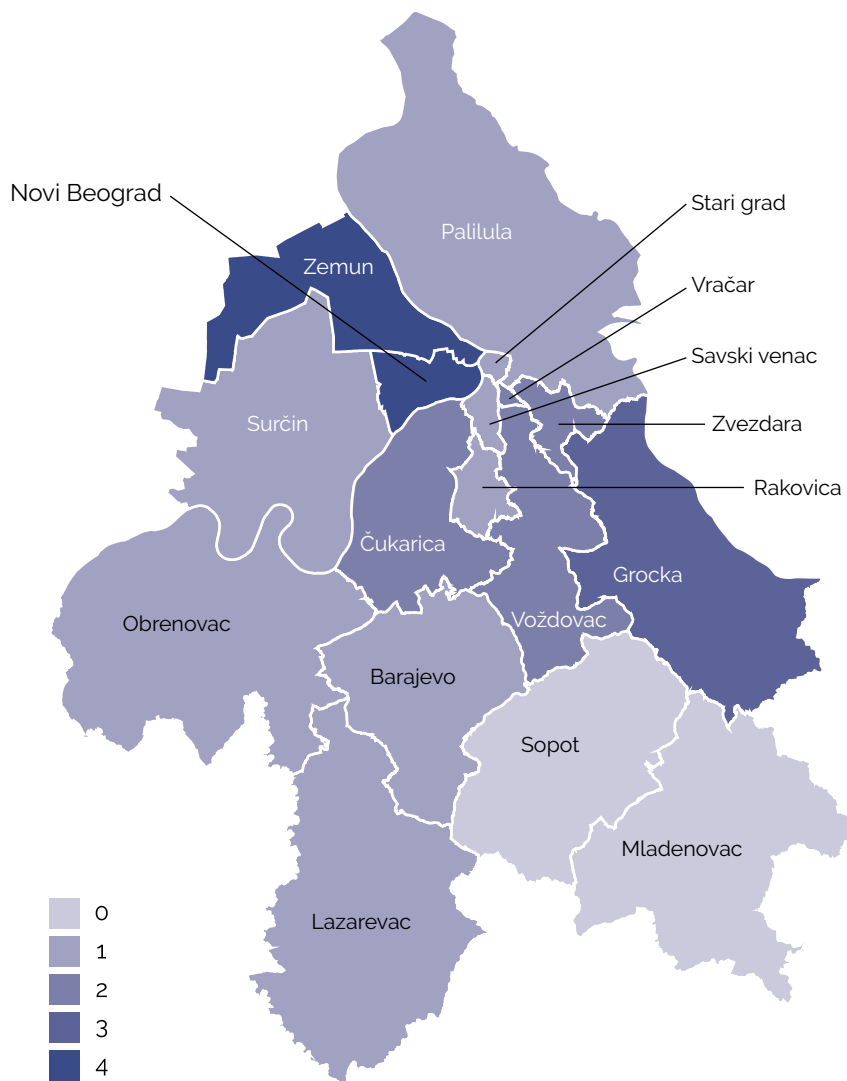 Novi Beograd
Stari grad
Palilula
Zemun
Vračar
Savski venac
Surčin
Zvezdara
Rakovica
Čukarica
Grocka
Obrenovac
Voždovac
Barajevo
Sopot
Mladenovac
Lazarevac
0
1
2
3
4